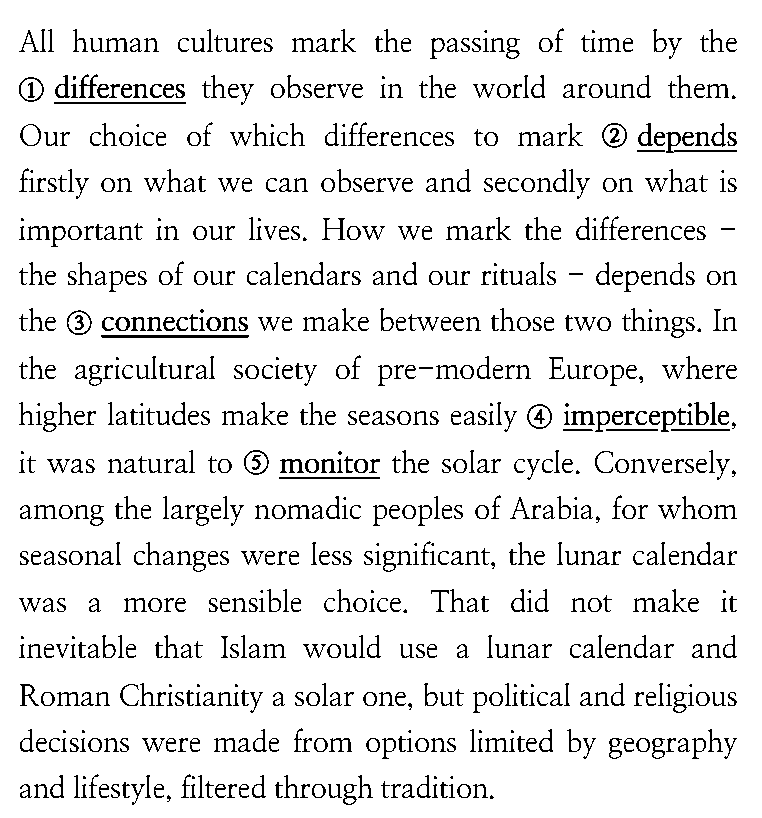 All human cultures mark the passing of time by the
① differences they observe in the world around them.
Our choice of which differences to mark ② depends
firstly on what we can observe and secondly on what is
important in our lives. How we mark the differences –
the shapes of our calendars and our rituals – depends on
the ③ connections we make between those two things. In
the agricultural society of pre-modern Europe, where
higher latitudes make the seasons easily ④ imperceptible,
it was natural to ⑤ monitor the solar cycle. Conversely,
among the largely nomadic peoples of Arabia, for whom
seasonal changes were less significant, the lunar calendar
was a more sensible choice. That did not make it
inevitable that Islam would use a lunar calendar and
Roman Christianity a solar one, but political and religious
decisions were made from options limited by geography
and lifestyle, filtered through tradition.